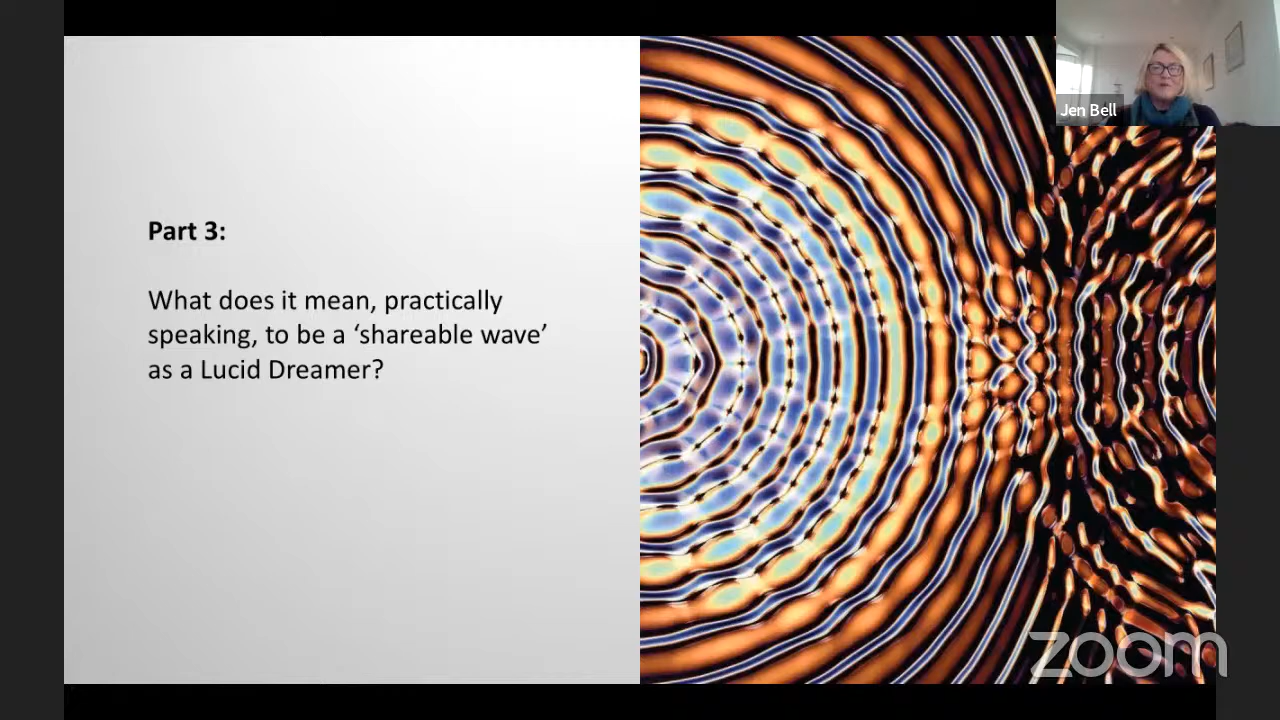 Jen Bell
Part 3:
What does it mean, practically
speaking, to be a ‘shareable wave’
as a Lucid Dreamer?
zoom